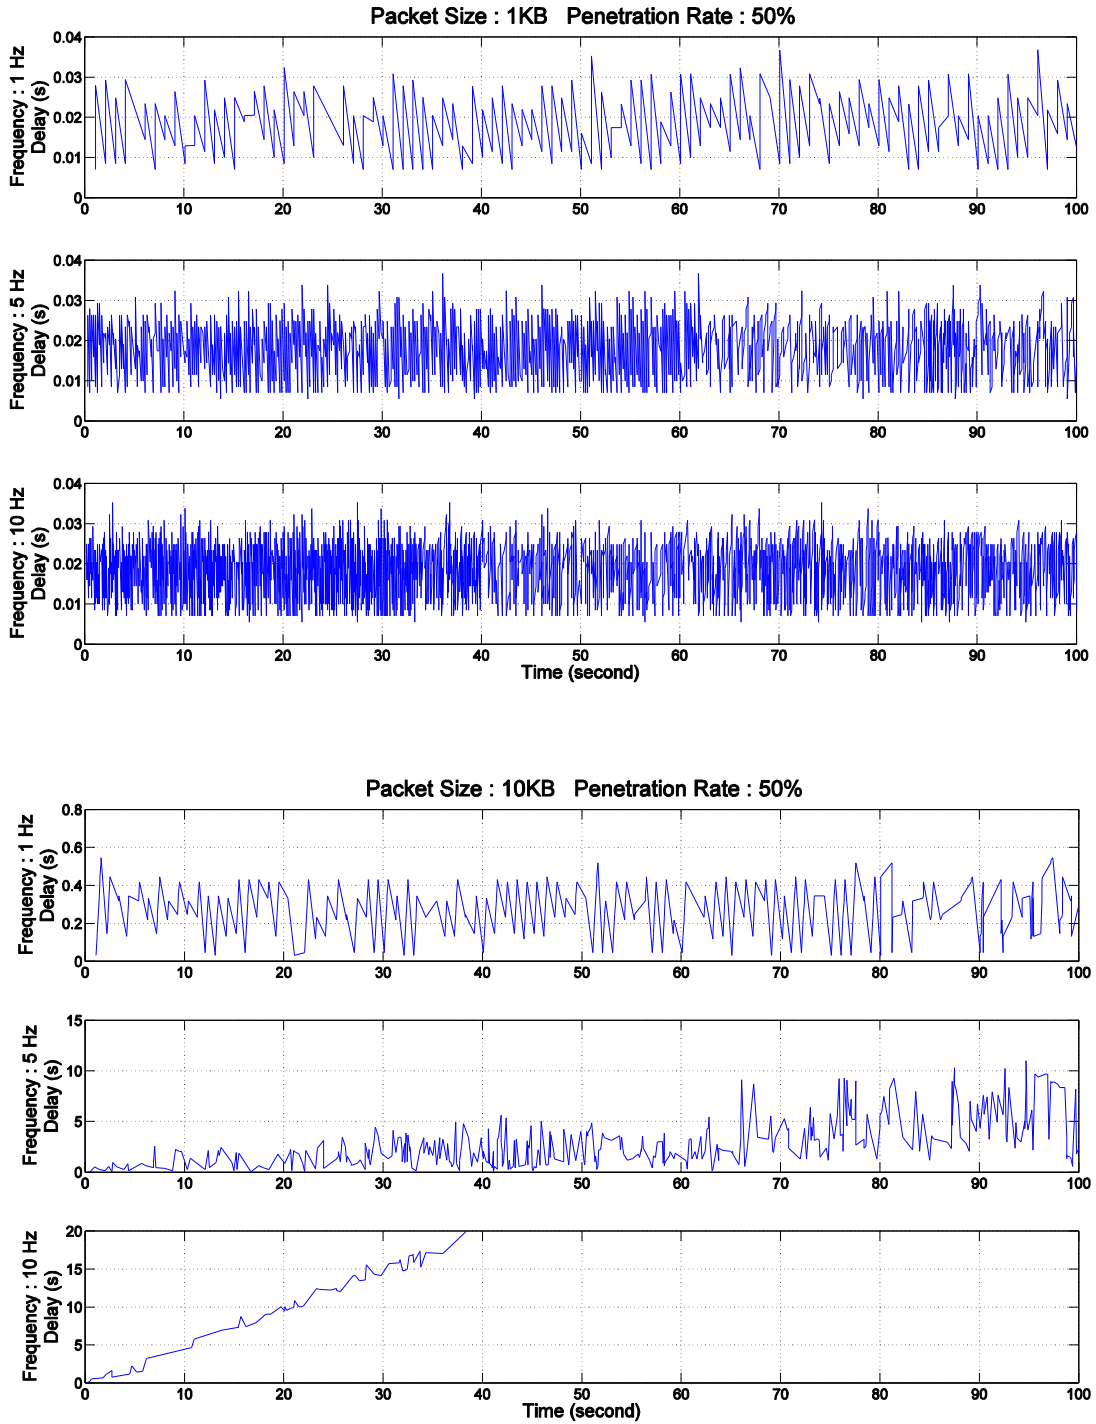 Packet Size : 1KB Penetration Rate : 50%
Frequency : 1 Hz
Delay (s)
0.04
0.03
0.02
0.01
0
0 10 20 30 40 50 60 70 80 90 100
Frequency : 5 Hz
Delay (s)
0.04
0.03
0.02
0.01
0
0 10 20 30 40 50 60 70 80 90 100
Frequency : 10 Hz
Delay (s)
0.04
0.03
0.02
0.01
0
0 10 20 30 40 50 60 70 80 90 100
Time (second)
Packet Size : 10KB Penetration Rate : 50%
Frequency : 1 Hz
Delay (s)
0.8
0.6
0.4
0.2
0
0 10 20 30 40 50 60 70 80 90 100
Frequency : 5 Hz
Delay (s)
15
10
5
0
0 10 20 30 40 50 60 70 80 90 100
Frequency : 10 Hz
Delay (s)
20
15
10
5
0
0 10 20 30 40 50 60 70 80 90 100
Time (second)